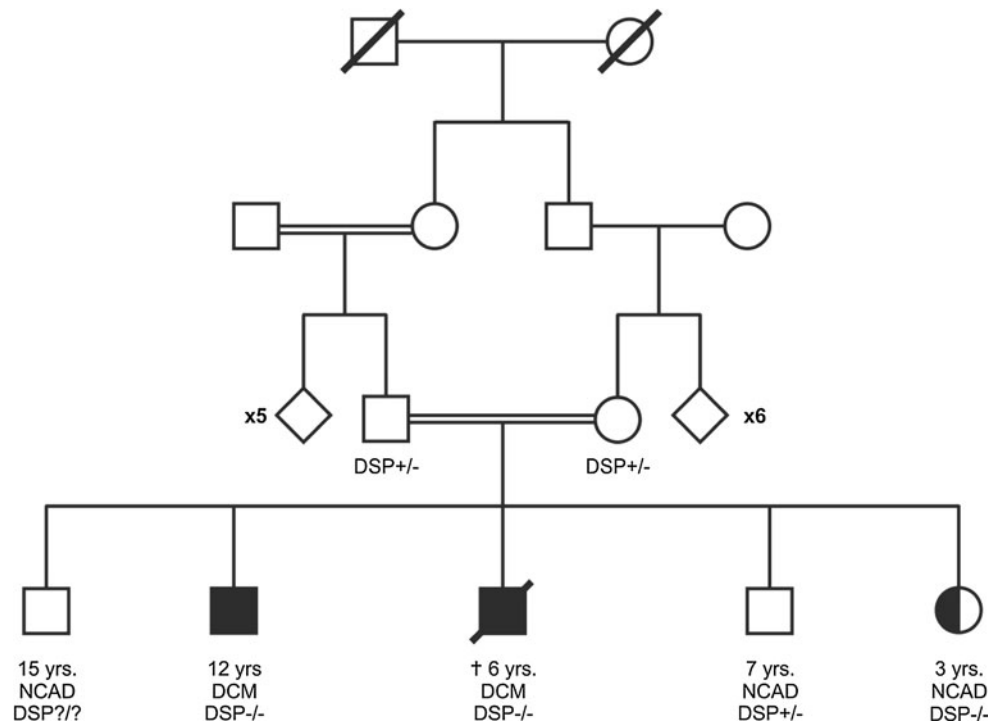 x5
x6
DSP+/-
DSP+/-
15 yrs.
NCAD
DSP?/?
12 yrs
DCM
DSP-/-
† 6 yrs.
DCM
DSP-/-
7 yrs.
NCAD
DSP+/-
3 yrs.
NCAD
DSP-/-